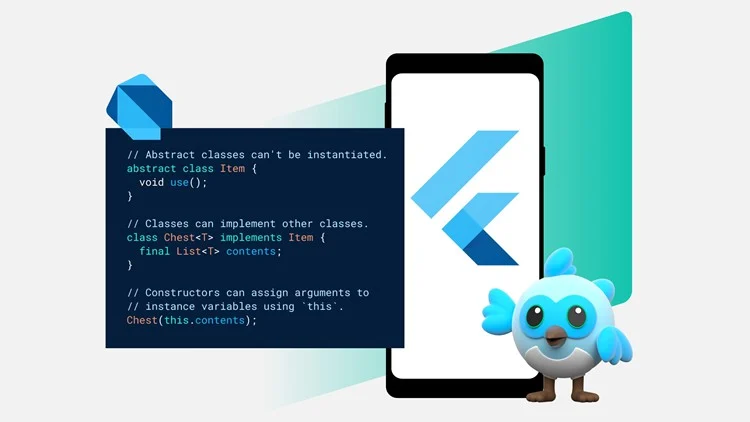 // Abstract classes can't be instantiated.
abstract class Item {
  void use();
}
// Classes can implement other classes.
class Chest<T> implements Item {
  final List<T> contents;
}
// Constructors can assign arguments to
// instance variables using `this`.
Chest(this.contents);